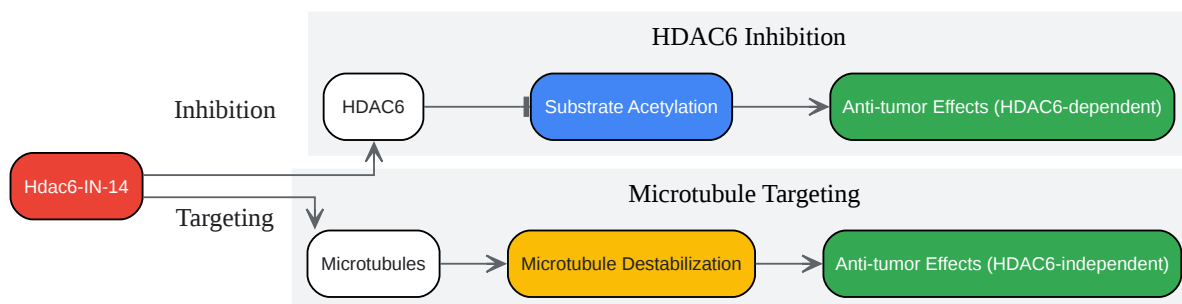 HDAC6 Inhibition
Inhibition
HDAC6
Substrate Acetylation
Anti-tumor Effects (HDAC6-dependent)
Hdac6-IN-14
Targeting
Microtubule Targeting
Microtubules
Microtubule Destabilization
Anti-tumor Effects (HDAC6-independent)